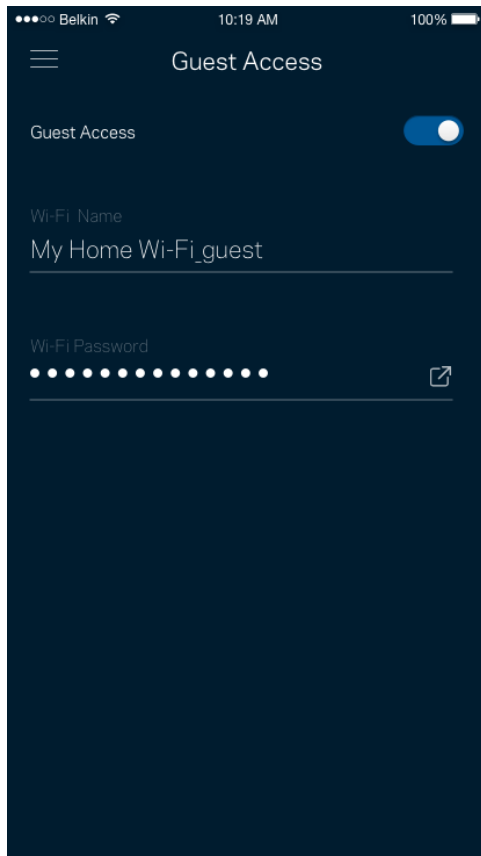 Belkin 10:19 AM 100%
Guest Access
Guest Access
Wi-Fi Name
My Home Wi-Fi_guest
Wi-Fi Password